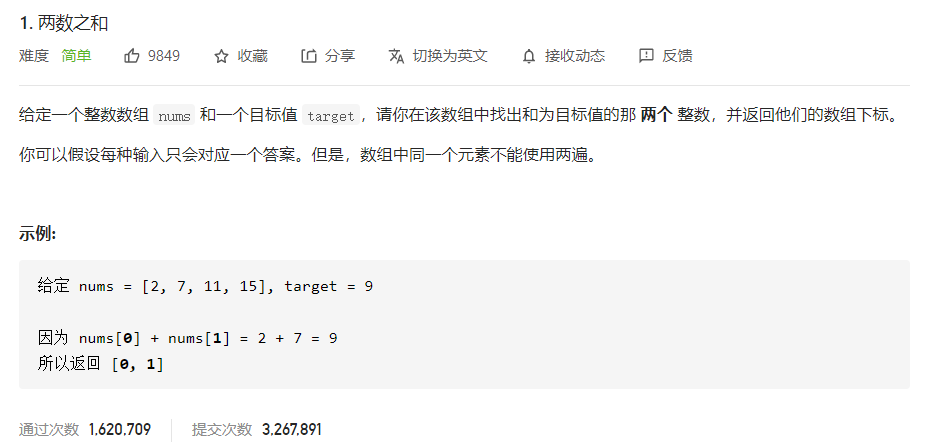 1. 两数之和
难度 简单 9849 收藏 分享 切换为英文 接收动态 反馈
给定一个整数数组 nums 和一个目标值 target，请你在该数组中找出和为目标值的那 两个 整数，并返回他们的数组下标。
你可以假设每种输入只会对应一个答案。但是，数组中同一个元素不能使用两遍。
示例:
给定 nums = [2, 7, 11, 15], target = 9
因为 nums[0] + nums[1] = 2 + 7 = 9
所以返回 [0, 1]
通过次数 1,620,709 提交次数 3,267,891